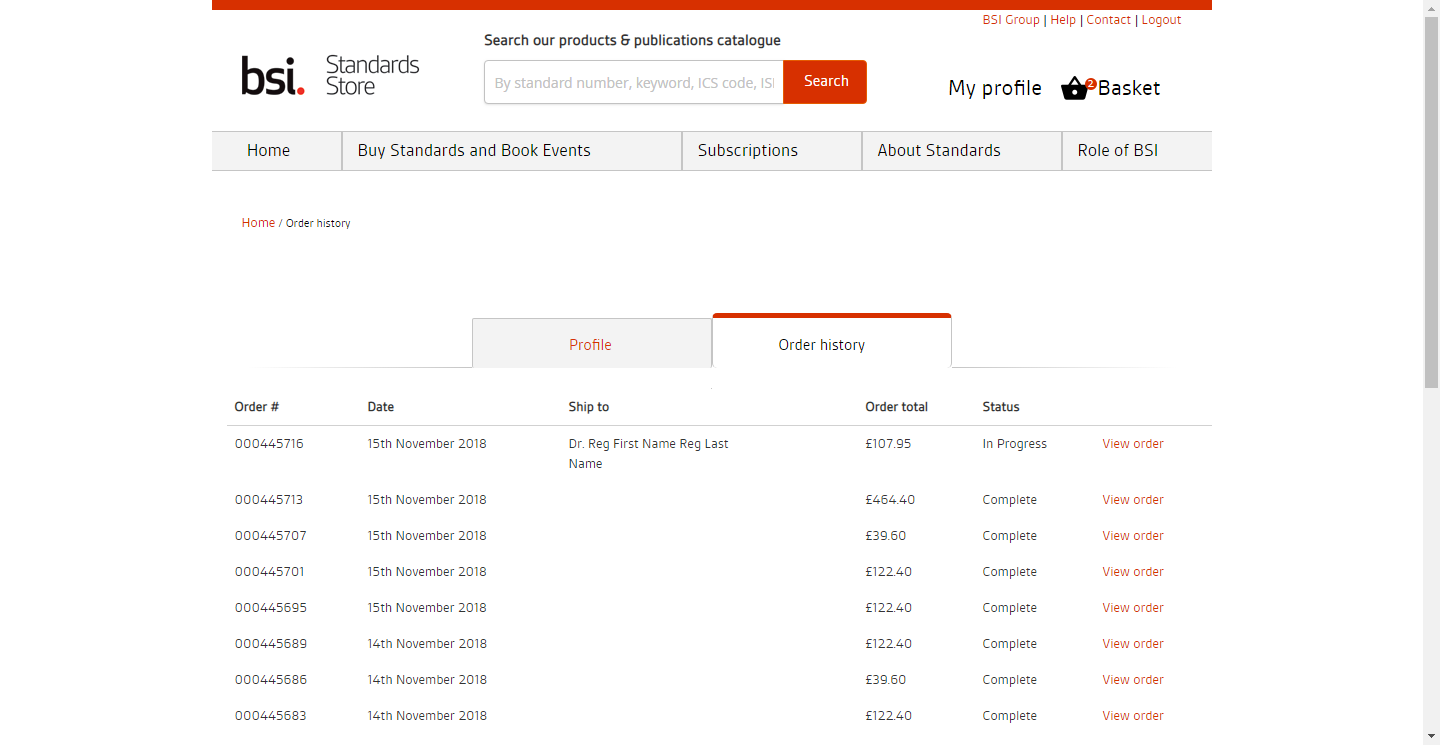 BSI Group | Help | Contact | Logout
Search our products & publications catalogue
bsi. Standards Store
By standard number, keyword, ICS code, ISI
Search
My profile 2 Basket
Home Buy Standards and Book Events Subscriptions About Standards Role of BSI
Home / Order history
Profile Order history
Order # Date Ship to Order total Status
000445716 15th November 2018 Dr. Reg First Name Reg Last £107.95 In Progress View order
Name
000445713 15th November 2018 £464.40 Complete View order
000445707 15th November 2018 £39.60 Complete View order
000445701 15th November 2018 £122.40 Complete View order
000445695 15th November 2018 £122.40 Complete View order
000445689 14th November 2018 £122.40 Complete View order
000445686 14th November 2018 £39.60 Complete View order
000445683 14th November 2018 £122.40 Complete View order